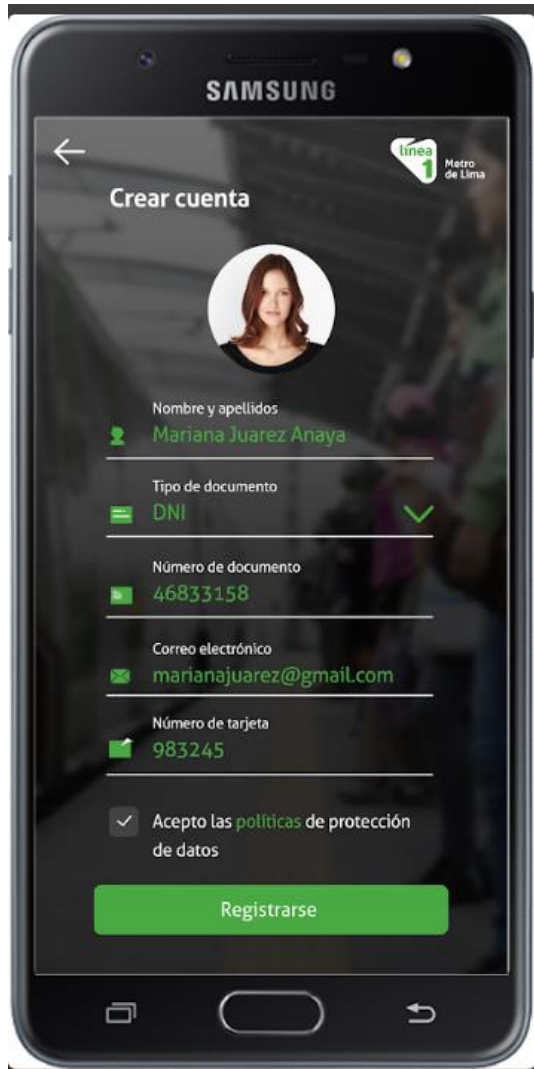 SAMSUNG
línea
1
Metro
de Lima
Crear cuenta
Nombre y apellidos
Mariana Juarez Anaya
Tipo de documento
DNI
Número de documento
46833158
Correo electrónico
marianajuarez@gmail.com
Número de tarjeta
983245
Acepto las políticas de protección
de datos
Registrarse